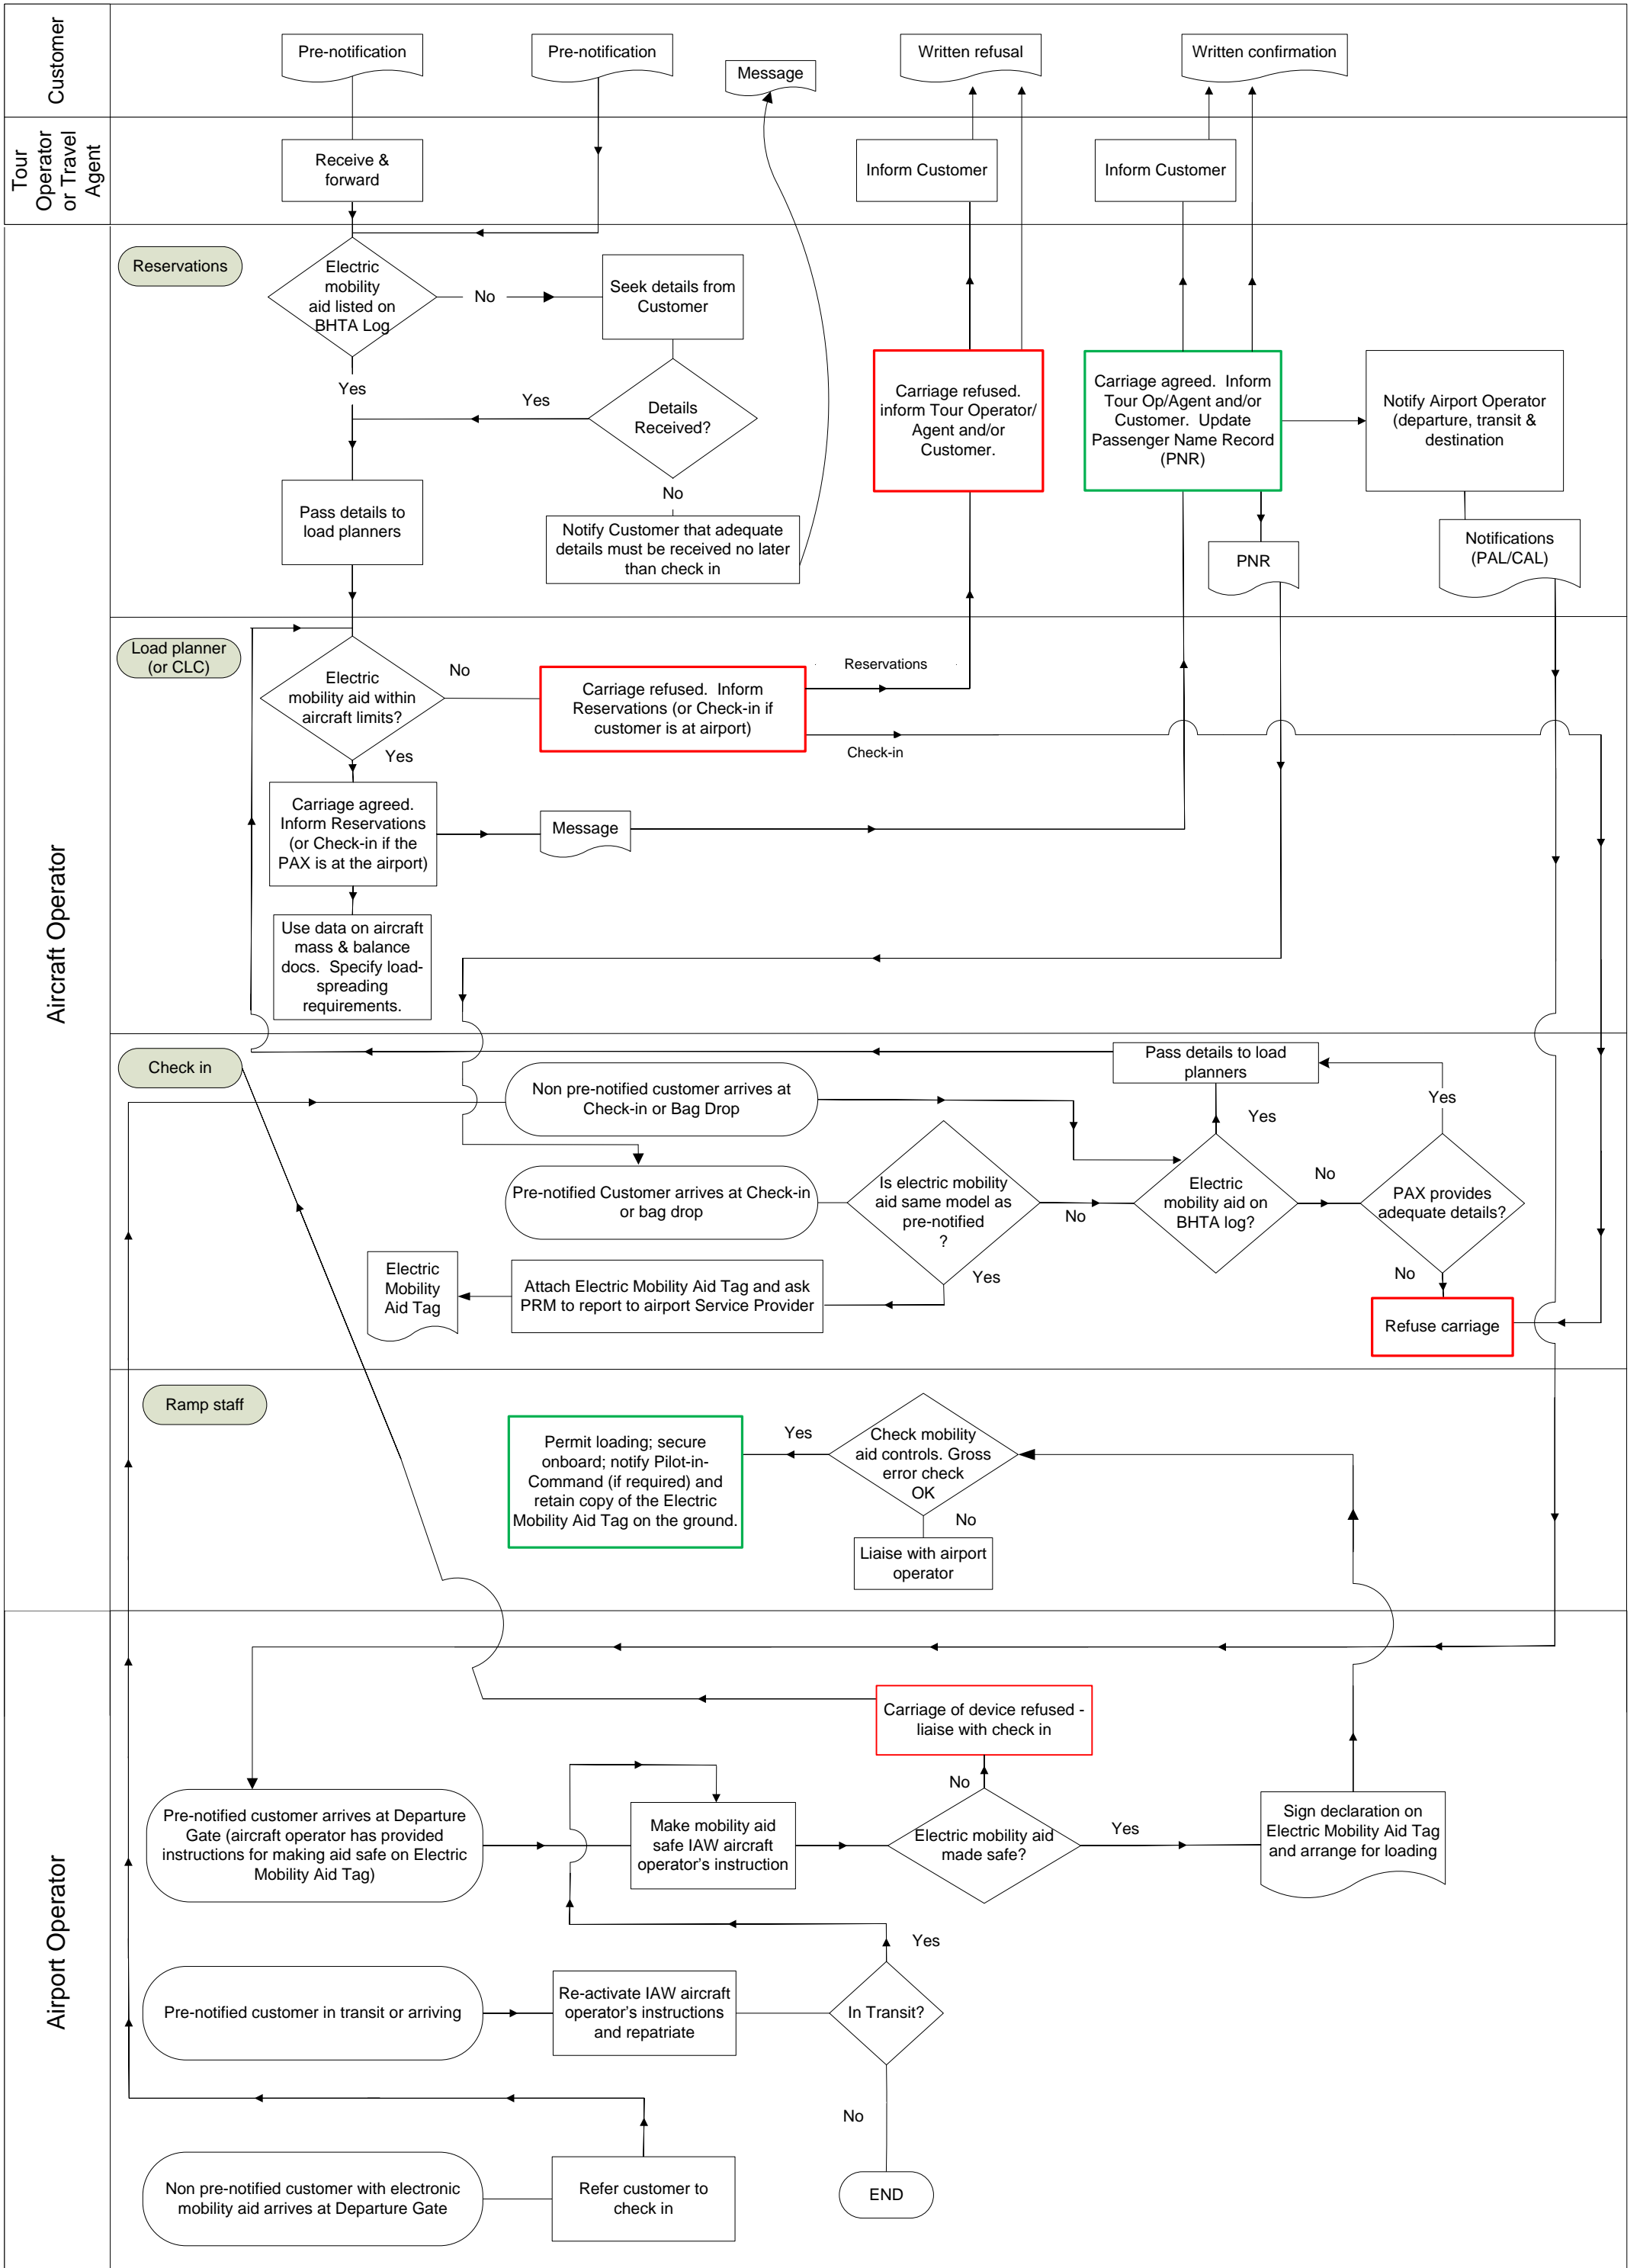 Customer
Pre-notification
Pre-notification
Message
Written refusal
Written confirmation
Tour
Operator
or Travel
Agent
Receive &
forward
Inform Customer
Inform Customer
Aircraft Operator
Reservations
Electric
mobility
aid listed on
BHTA Log
No
Seek details from
Customer
Yes
Yes
Details
Received?
No
Pass details to
load planners
Notify Customer that adequate
details must be received no later
than check in
Carriage refused.
inform Tour Operator/
Agent and/or
Customer.
Carriage agreed.  Inform
Tour Op/Agent and/or
Customer.  Update
Passenger Name Record
(PNR)
Notify Airport Operator
(departure, transit &
destination
PNR
Notifications
(PAL/CAL)
Load planner
(or CLC)
Electric
mobility aid within
aircraft limits?
No
Carriage refused.  Inform
Reservations (or Check-in if
customer is at airport)
Reservations
Check-in
Yes
Carriage agreed.
Inform Reservations
(or Check-in if the
PAX is at the airport)
Message
Use data on aircraft
mass & balance
docs.  Specify load-
spreading
requirements.
Check in
Non pre-notified customer arrives at
Check-in or Bag Drop
Pass details to load
planners
Yes
Yes
Pre-notified Customer arrives at Check-in
or bag drop
Is electric mobility
aid same model as
pre-notified
?
No
Electric
mobility aid on
BHTA log?
No
PAX provides
adequate details?
Yes
No
Electric
Mobility
Aid Tag
Attach Electric Mobility Aid Tag and ask
PRM to report to airport Service Provider
Refuse carriage
Ramp staff
Permit loading; secure
onboard; notify Pilot-in-
Command (if required) and
retain copy of the Electric
Mobility Aid Tag on the ground.
Yes
Check mobility
aid controls. Gross
error check
OK
No
Liaise with airport
operator
Airport Operator
Carriage of device refused -
liaise with check in
No
Pre-notified customer arrives at Departure
Gate (aircraft operator has provided
instructions for making aid safe on Electric
Mobility Aid Tag)
Make mobility aid
safe IAW aircraft
operator's instruction
Electric mobility aid
made safe?
Yes
Sign declaration on
Electric Mobility Aid Tag
and arrange for loading
Yes
Pre-notified customer in transit or arriving
Re-activate IAW aircraft
operator's instructions
and repatriate
In Transit?
No
Non pre-notified customer with electronic
mobility aid arrives at Departure Gate
Refer customer to
check in
END